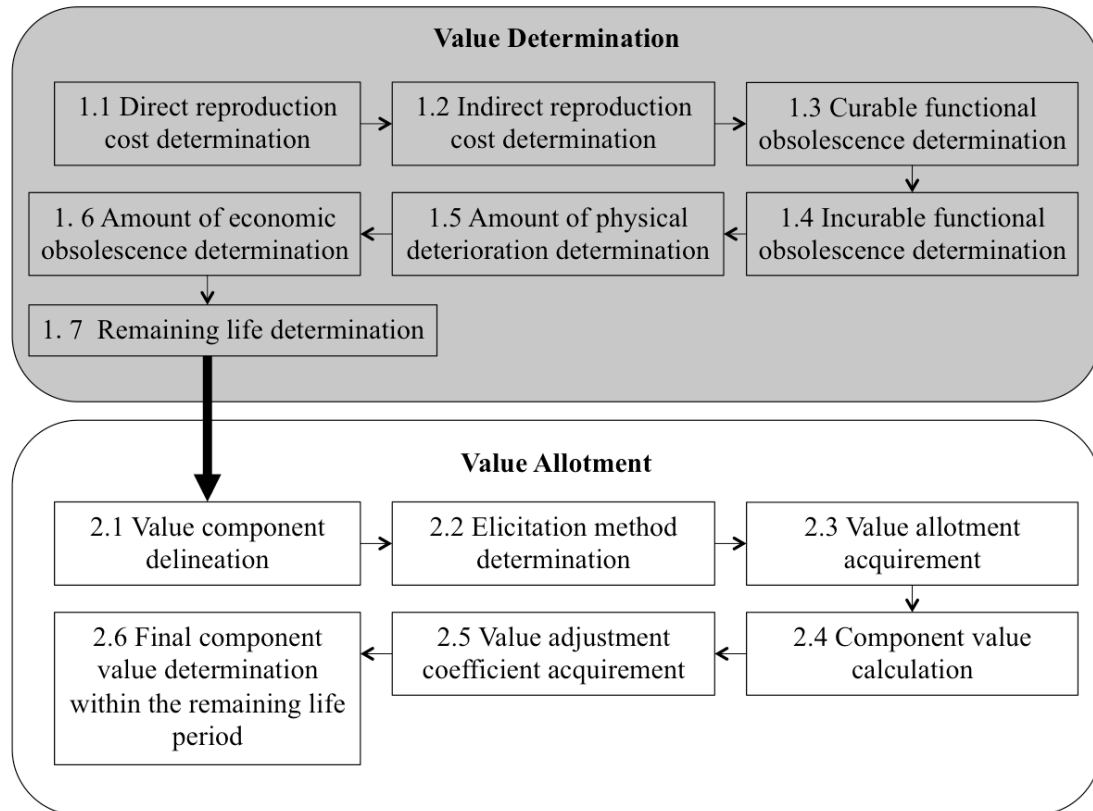 Value Determination
1.1 Direct reproduction
cost determination
1.2 Indirect reproduction
cost determination
1.3 Curable functional
obsolescence determination
1.4 Incurable functional
obsolescence determination
1.5 Amount of physical
deterioration determination
1. 6 Amount of economic
obsolescence determination
1. 7 Remaining life determination
Value Allotment
2.1 Value component
delineation
2.2 Elicitation method
determination
2.3 Value allotment
acquirement
2.4 Component value
calculation
2.5 Value adjustment
coefficient acquirement
2.6 Final component
value determination
within the remaining life
period